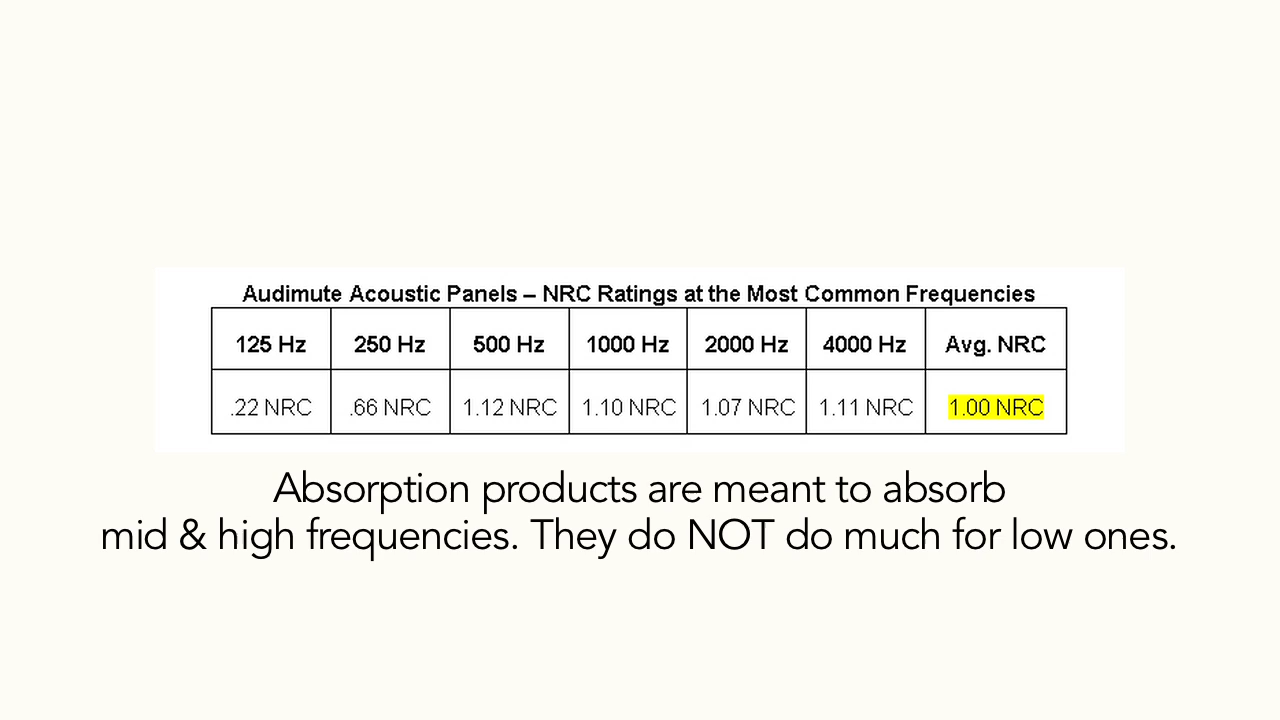 Audimute Acoustic Panels – NRC Ratings at the Most Common Frequencies
125 Hz 250 Hz 500 Hz 1000 Hz 2000 Hz 4000 Hz Avg. NRC
.22 NRC .66 NRC 1.12 NRC 1.10 NRC 1.07 NRC 1.11 NRC 1.00 NRC
Absorption products are meant to absorb
mid & high frequencies. They do NOT do much for low ones.